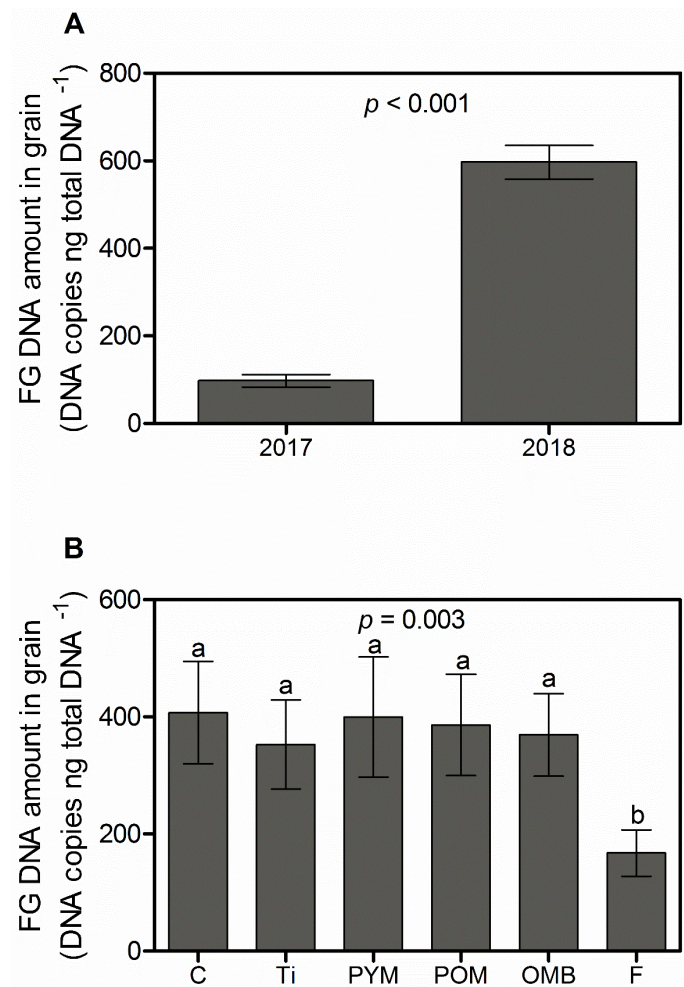 A
FG DNA amount in grain
(DNA copies ng total DNA ⁻¹)
800
600
400
200
0
p < 0.001
2017 2018
B
FG DNA amount in grain
(DNA copies ng total DNA ⁻¹)
600
400
200
0
p = 0.003
a a a a a b
C Ti PYM POM OMB F